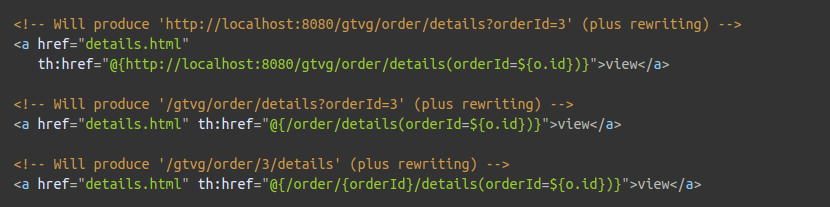 <!-- Will produce 'http://localhost:8080/gtvg/order/details?orderId=3' (plus rewriting) -->
<a href="details.html"
th:href="@{http://localhost:8080/gtvg/order/details(orderId=${o.id})}">view</a>
<!-- Will produce '/gtvg/order/details?orderId=3' (plus rewriting) -->
<a href="details.html" th:href="@{/order/details(orderId=${o.id})}">view</a>
<!-- Will produce '/gtvg/order/3/details' (plus rewriting) -->
<a href="details.html" th:href="@{/order/{orderId}/details(orderId=${o.id})}">view</a>